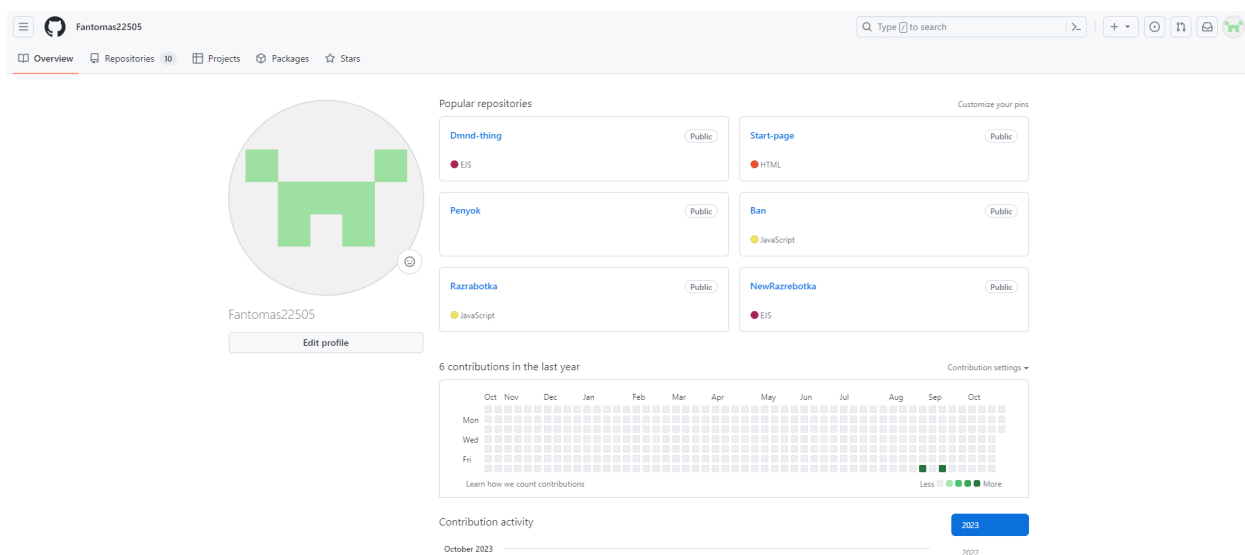 Fantomas22505
Type / to search
Overview
Repositories 10
Projects
Packages
Stars
Popular repositories
Customize your pins
Dmnd-thing
Public
EJS
Start-page
Public
HTML
Penyok
Public
Ban
Public
JavaScript
Razrabotka
Public
JavaScript
NewRazrebotka
Public
EJS
Fantomas22505
Edit profile
6 contributions in the last year
Contribution settings
Oct Nov Dec Jan Feb Mar Apr May Jun Jul Aug Sep Oct
Mon
Wed
Fri
Learn how we count contributions
Less More
Contribution activity
2023
October 2023
2022